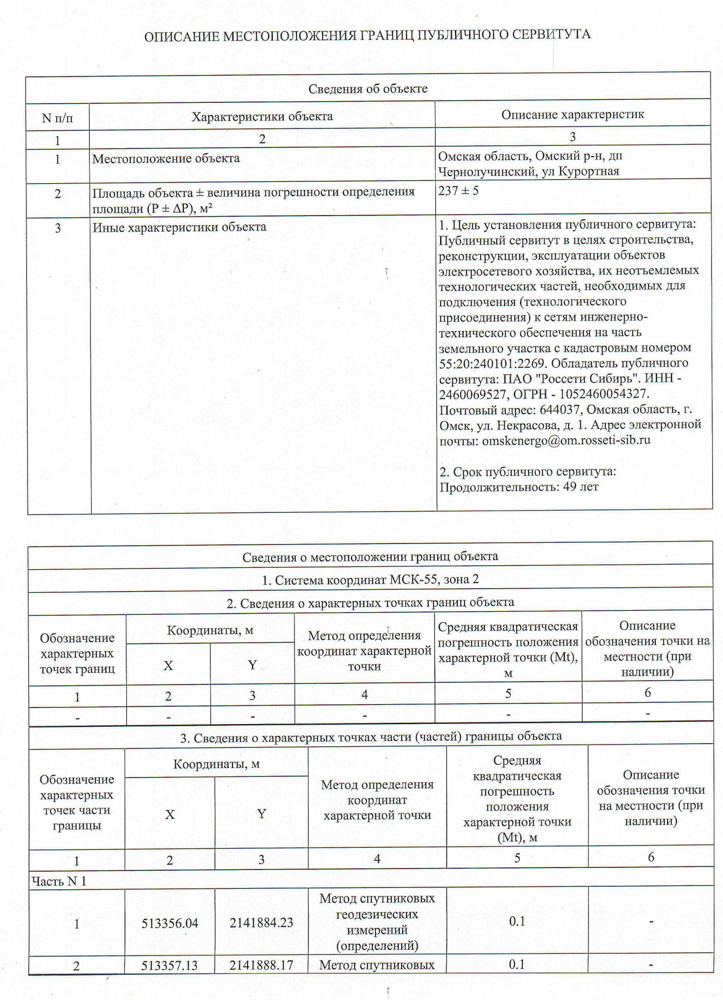 ОПИСАНИЕ МЕСТОПОЛОЖЕНИЯ ГРАНИЦ ПУБЛИЧНОГО СЕРВИТУТА
Сведения об объекте
N п/п
Характеристики объекта
Описание характеристик
1
2
3
1
Местоположение объекта
Омская область, Омский р-н, дп
Чернолучинский, ул Курортная
2
Площадь объекта ± величина погрешности определения
площади (P ± ΔP), м²
237 ± 5
3
Иные характеристики объекта
1. Цель установления публичного сервитута:
Публичный сервитут в целях строительства,
реконструкции, эксплуатации объектов
электросетевого хозяйства, их неотъемлемых
технологических частей, необходимых для
подключения (технологического
присоединения) к сетям инженерно-
технического обеспечения на часть
земельного участка с кадастровым номером
55:20:240101:2269. Обладатель публичного
сервитута: ПАО "Россети Сибирь". ИНН -
2460069527, ОГРН - 1052460054327.
Почтовый адрес: 644037, Омская область, г.
Омск, ул. Некрасова, д. 1. Адрес электронной
почты: omskenergo@om.rosseti-sib.ru
2. Срок публичного сервитута:
Продолжительность: 49 лет
Сведения о местоположении границ объекта
1. Система координат МСК-55, зона 2
2. Сведения о характерных точках границ объекта
Обозначение
характерных
точек границ
Координаты, м
X
Y
Метод определения
координат характерной
точки
Средняя квадратическая
погрешность положения
характерной точки (Mt),
м
Описание
обозначения точки на
местности (при
наличии)
1
2
3
4
5
6
-
-
-
-
-
-
3. Сведения о характерных точках части (частей) границы объекта
Обозначение
характерных
точек части
границы
Координаты, м
X
Y
Метод определения
координат
характерной точки
Средняя
квадратическая
погрешность
положения
характерной точки
(Mt), м
Описание
обозначения точки
на местности (при
наличии)
1
2
3
4
5
6
Часть N 1
1
513356.04
2141884.23
Метод спутниковых
геодезических
измерений
(определений)
0.1
-
2
513357.13
2141888.17
Метод спутниковых
0.1
-